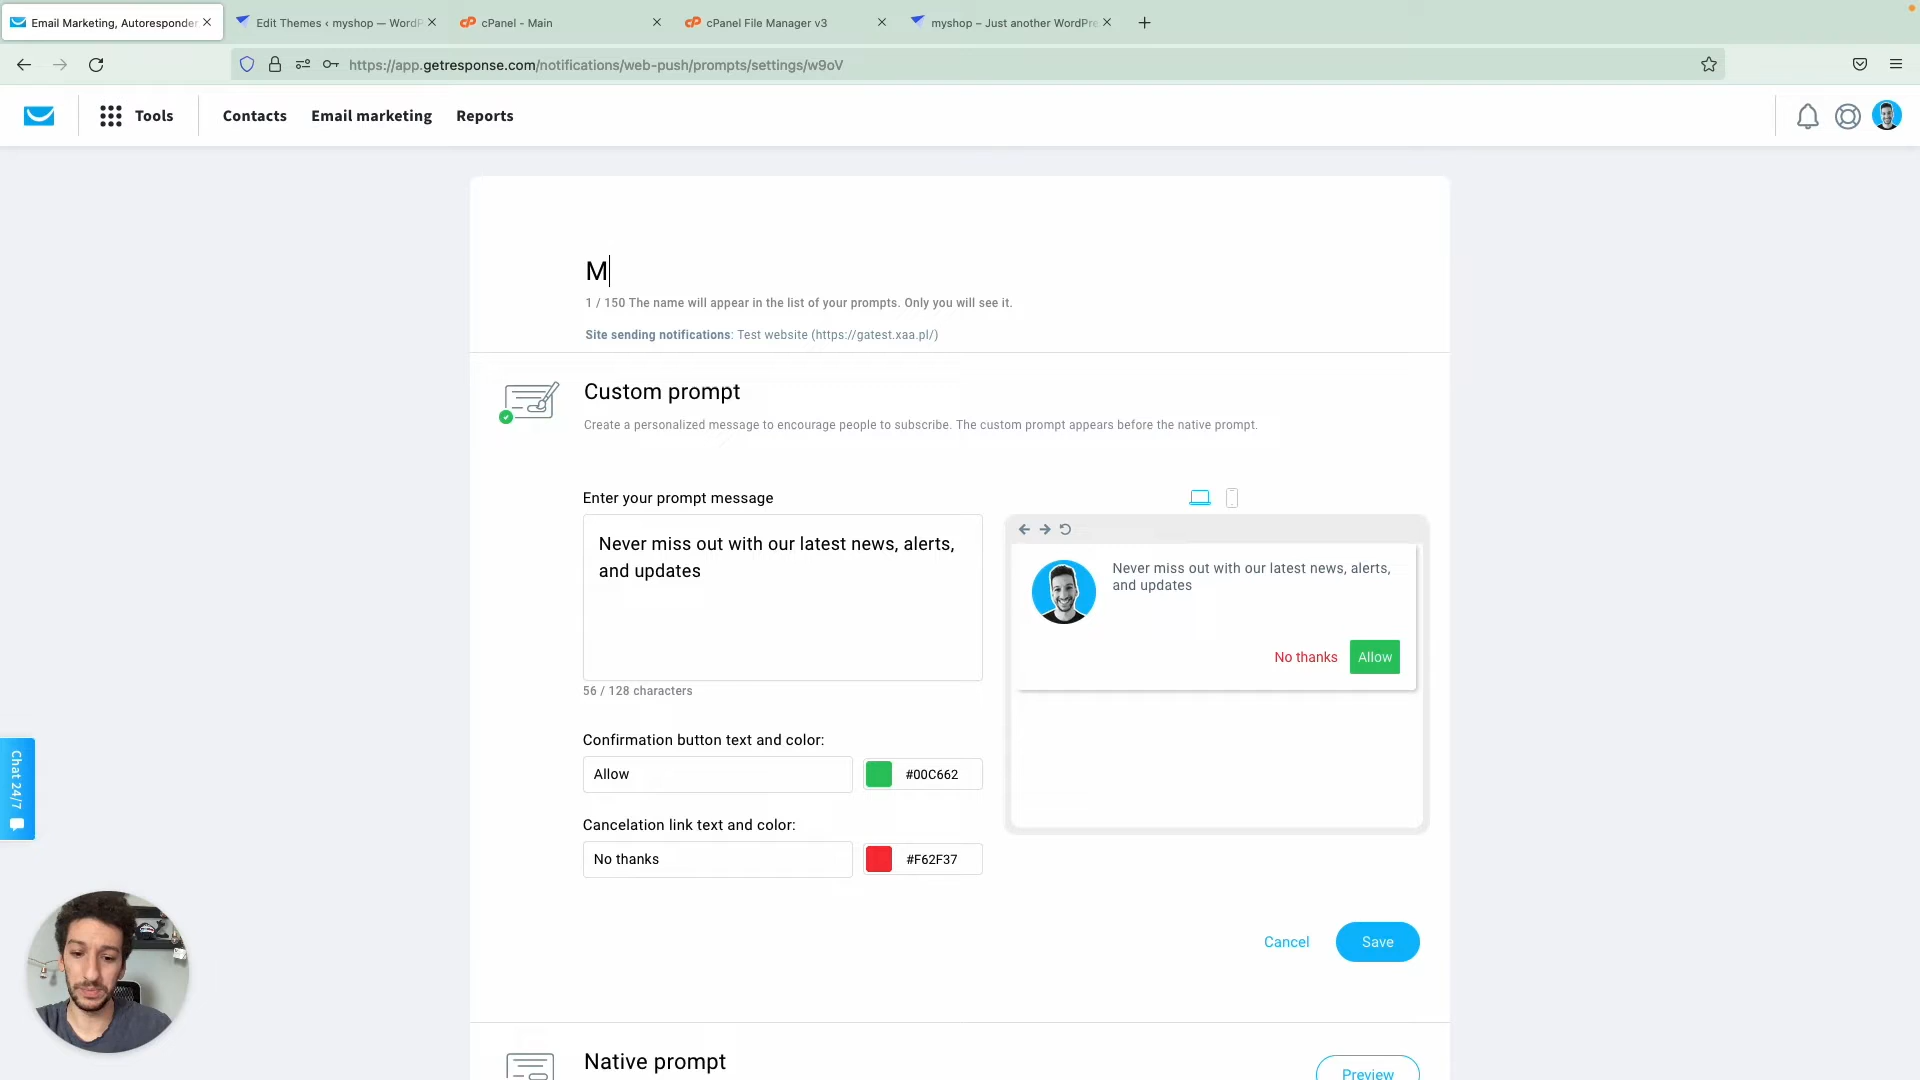 Email Marketing, Autoresponder
Edit Themes ‹ myshop — WordP
cPanel - Main
cPanel File Manager v3
myshop – Just another WordPre
https://app.getresponse.com/notifications/web-push/prompts/settings/w9oV
Tools
Contacts
Email marketing
Reports
M
1 / 150 The name will appear in the list of your prompts. Only you will see it.
Site sending notifications: Test website (https://gatest.xaa.pl/)
Custom prompt
Create a personalized message to encourage people to subscribe. The custom prompt appears before the native prompt.
Enter your prompt message
Never miss out with our latest news, alerts,
and updates
56 / 128 characters
Never miss out with our latest news, alerts,
and updates
No thanks
Allow
Confirmation button text and color:
Allow
#00C662
Cancelation link text and color:
No thanks
#F62F37
Cancel
Save
Native prompt
Preview
Chat 24/7